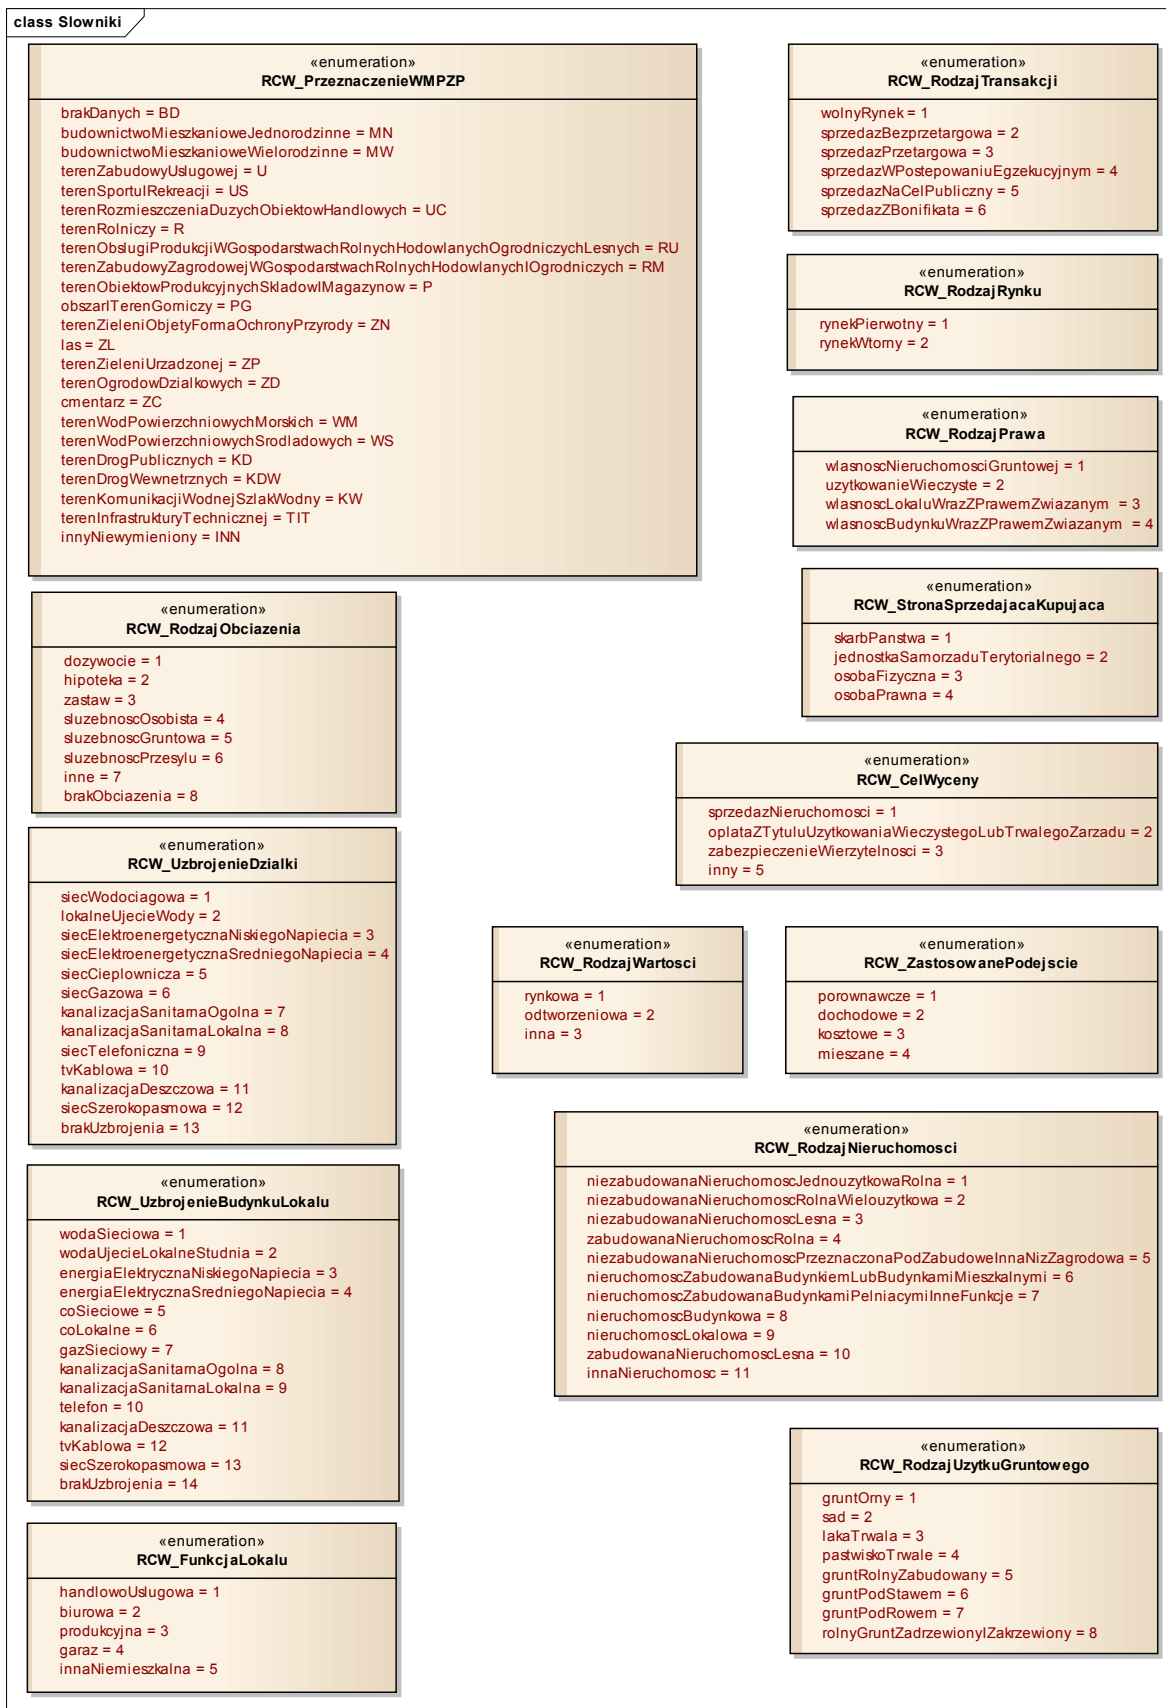 class Slowniki
«enumeration»
RCW_PrzeznaczenieWMPZP
brakDanych = BD
budownictwoMieszkanioweJednorodzinne = MN
budownictwoMieszkanioweWielorodzinne = MW
terenZabudowyUslugowej = U
terenSportuIRekreacji = US
terenRozmieszczeniaDuzychObiektowHandlowych = UC
terenRolniczy = R
terenObslugiProdukcjiWGospodarstwachRolnychHodowlanychOgrodniczychLesnych = RU
terenZabudowyZagrodowejWGospodarstwachRolnychHodowlanychIOgrodniczych = RM
terenObiektowProdukcyjnychSkladowIMagazynow = P
obszarITerenGorniczy = PG
terenZieleniObjetyFormaOchronyPrzyrody = ZN
las = ZL
terenZieleniUrzadzonej = ZP
terenOgrodowDzialkowych = ZD
cmentarz = ZC
terenWodPowierzchniowychMorskich = WM
terenWodPowierzchniowychSrodladowych = WS
terenDrogPublicznych = KD
terenDrogWewnetrznych = KDW
terenKomunikacjiWodnejSzlakWodny = KW
terenInfrastrukturyTechnicznej = TIT
innyNiewymieniony = INN
«enumeration»
RCW_RodzajTransakcji
wolnyRynek = 1
sprzedazBezprzetargowa = 2
sprzedazPrzetargowa = 3
sprzedazWPostepowaniuEgzekucyjnym = 4
sprzedazNaCelPubliczny = 5
sprzedazZBonifikata = 6
«enumeration»
RCW_RodzajRynku
rynekPierwotny = 1
rynekWtorny = 2
«enumeration»
RCW_RodzajPrawa
wlasnoscNieruchomosciGruntowej = 1
uzytkowanieWieczyste = 2
wlasnoscLokaluWrazZPrawemZwiazanym = 3
wlasnoscBudynkuWrazZPrawemZwiazanym = 4
«enumeration»
RCW_StronaSprzedajacaKupujaca
skarbPanstwa = 1
jednostkaSamorzaduTerytorialnego = 2
osobaFizyczna = 3
osobaPrawna = 4
«enumeration»
RCW_RodzajObciazenia
dozywocie = 1
hipoteka = 2
zastaw = 3
sluzebnoscOsobista = 4
sluzebnoscGruntowa = 5
sluzebnoscPrzesylu = 6
inne = 7
brakObciazenia = 8
«enumeration»
RCW_CelWyceny
sprzedazNieruchomosci = 1
oplataZTytuluUzytkowaniaWieczystegoLubTrwalegoZarzadu = 2
zabezpieczenieWierzytelnosci = 3
inny = 5
«enumeration»
RCW_UzbrojenieDzialki
siecWodociagowa = 1
lokalneUjecieWody = 2
siecElektroenergetycznaNiskiegoNapiecia = 3
siecElektroenergetycznaSredniegoNapiecia = 4
siecCieplownicza = 5
siecGazowa = 6
kanalizacjaSanitarnaOgolna = 7
kanalizacjaSanitarnaLokalna = 8
siecTelefoniczna = 9
tvKablowa = 10
kanalizacjaDeszczowa = 11
siecSzerokopasmowa = 12
brakUzbrojenia = 13
«enumeration»
RCW_RodzajWartosci
rynkowa = 1
odtworzeniowa = 2
inna = 3
«enumeration»
RCW_ZastosowanePodejscie
porownawcze = 1
dochodowe = 2
kosztowe = 3
mieszane = 4
«enumeration»
RCW_RodzajNieruchomosci
niezabudowanaNieruchomoscJednouzytkowaRolna = 1
niezabudowanaNieruchomoscRolnaWielouzytkowa = 2
niezabudowanaNieruchomoscLesna = 3
zabudowanaNieruchomoscRolna = 4
niezabudowanaNieruchomoscPrzeznaczonaPodZabudoweInnaNizZagrodowa = 5
nieruchomoscZabudowanaBudynkiemLubBudynkamiMieszkalnymi = 6
nieruchomoscZabudowanaBudynkamiPelniacymiInneFunkcje = 7
nieruchomoscBudynkowa = 8
nieruchomoscLokalowa = 9
zabudowanaNieruchomoscLesna = 10
innaNieruchomosc = 11
«enumeration»
RCW_UzbrojenieBudynkuLokalu
wodaSieciowa = 1
wodaUjecieLokalneStudnia = 2
energiaElektrycznaNiskiegoNapiecia = 3
energiaElektrycznaSredniegoNapiecia = 4
coSieciowe = 5
coLokalne = 6
gazSieciowy = 7
kanalizacjaSanitarnaOgolna = 8
kanalizacjaSanitarnaLokalna = 9
telefon = 10
kanalizacjaDeszczowa = 11
tvKablowa = 12
siecSzerokopasmowa = 13
brakUzbrojenia = 14
«enumeration»
RCW_RodzajUzytkuGruntowego
gruntOrny = 1
sad = 2
lakaTrwala = 3
pastwiskoTrwale = 4
gruntRolnyZabudowany = 5
gruntPodStawem = 6
gruntPodRowem = 7
rolnyGruntZadrzewionyIZakrzewiony = 8
«enumeration»
RCW_FunkcjaLokalu
handlowoUslugowa = 1
biurowa = 2
produkcyjna = 3
garaz = 4
innaNiemieszkalna = 5